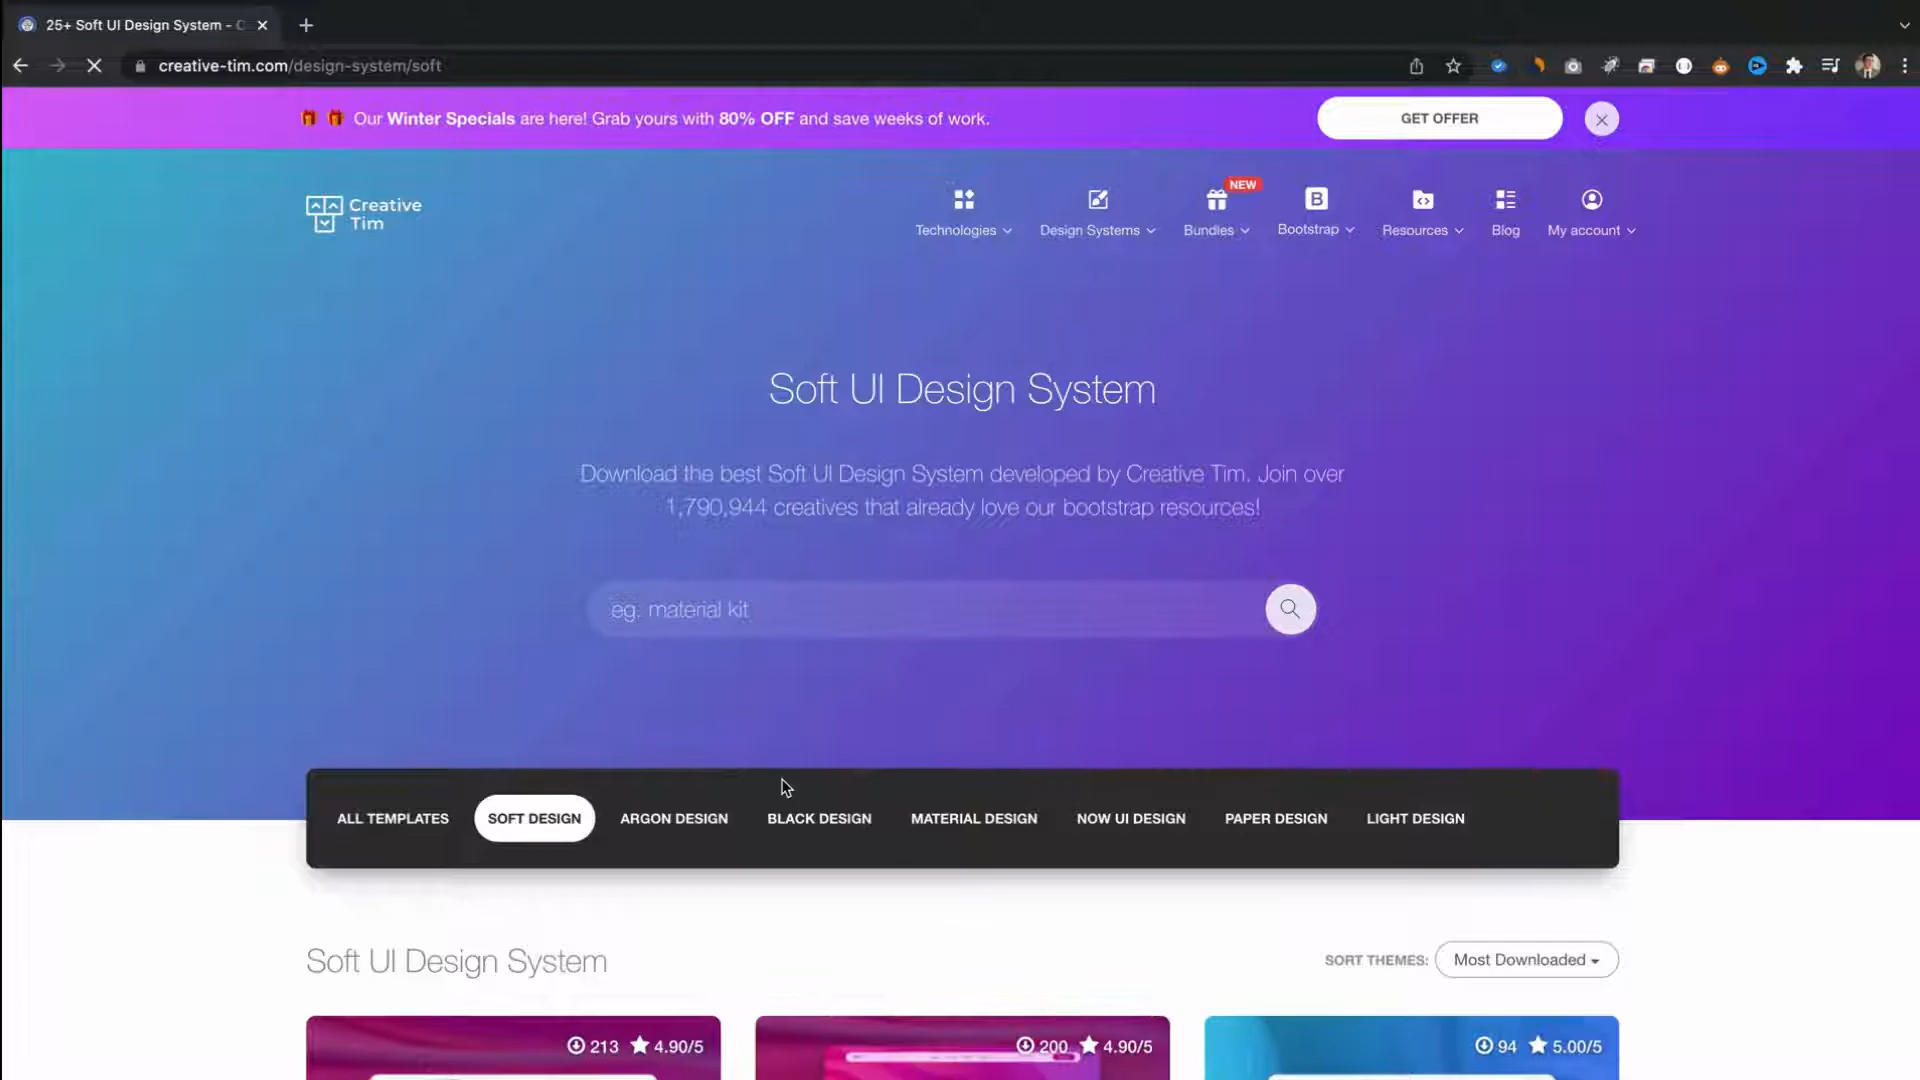 25+ Soft UI Design System - C
creative-tim.com/design-system/soft
Our Winter Specials are here! Grab yours with 80% OFF and save weeks of work.
GET OFFER
Creative
Tim
NEW
Technologies
Design Systems
Bundles
B
Bootstrap
Resources
Blog
My account
Soft UI Design System
Download the best Soft UI Design System developed by Creative Tim. Join over
1,790,944 creatives that already love our bootstrap resources!
eg. material kit
ALL TEMPLATES
SOFT DESIGN
ARGON DESIGN
BLACK DESIGN
MATERIAL DESIGN
NOW UI DESIGN
PAPER DESIGN
LIGHT DESIGN
Soft UI Design System
SORT THEMES:
Most Downloaded
213 4.90/5
200 4.90/5
94 5.00/5